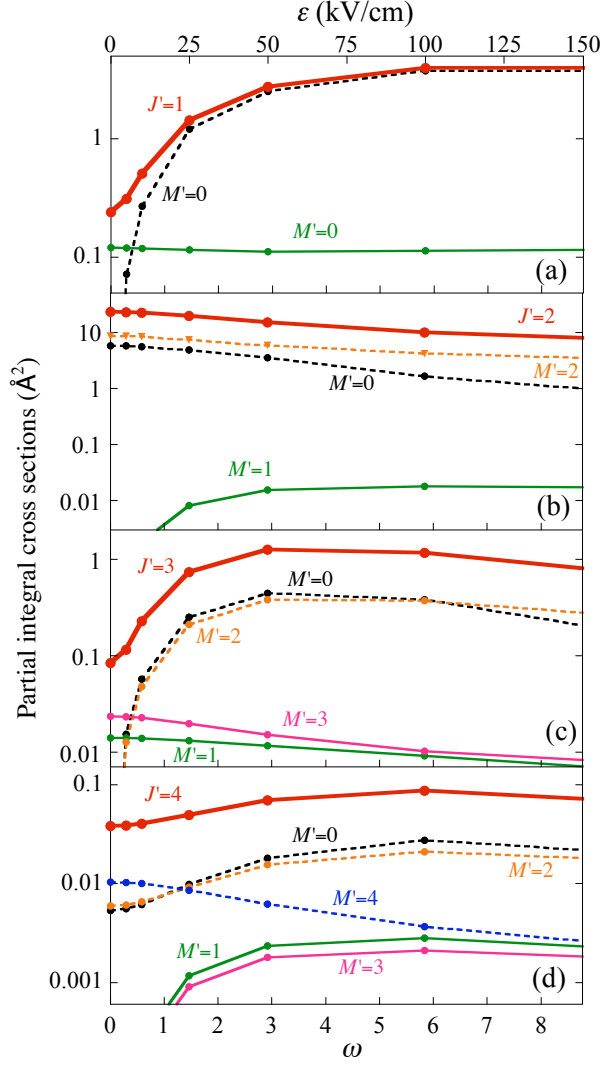 ε (kV/cm)
0 25 50 75 100 125 150
J'=1
1
M'=0
M'=0
0.1
(a)
J'=2
10
M'=2
M'=0
1
0.1
M'=1
0.01
(b)
1
J'=3
M'=0
M'=2
0.1
M'=3
M'=1
0.01
(c)
0.1
J'=4
M'=0
M'=2
0.01
M'=4
M'=1
M'=3
0.001
(d)
0 1 2 3 4 5 6 7 8
ω
Partial integral cross sections (Å²)